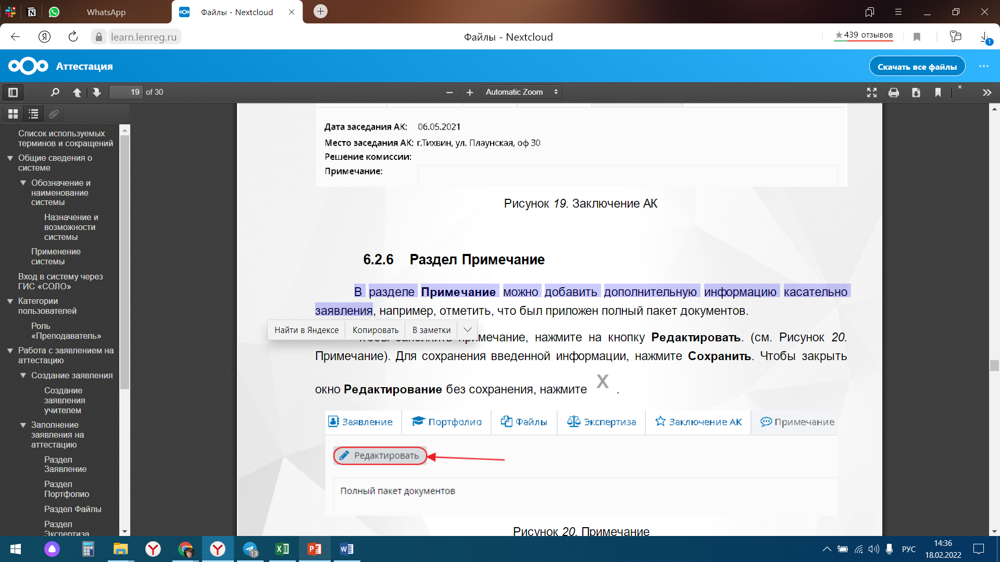 WhatsApp
Файлы - Nextcloud
learn.lenreg.ru
Файлы - Nextcloud
439 отзывов
1
Аттестация
Скачать все файлы
19 of 30
Automatic Zoom
Список используемых
терминов и сокращений
Общие сведения о
системе
Обозначение и
наименование
системы
Назначение и
возможности
системы
Применение
системы
Вход в систему через
ГИС «СОЛО»
Категории
пользователей
Роль
«Преподаватель»
Работа с заявлением на
аттестацию
Создание заявления
Создание
заявления
учителем
Заполнение
заявления на
аттестацию
Раздел
Заявление
Раздел
Портфолио
Раздел Файлы
Раздел
Экспертиза
Дата заседания АК: 06.05.2021
Место заседания АК: г.Тихвин, ул. Плаунская, оф 30
Решение комиссии:
Примечание:
Рисунок 19. Заключение АК
6.2.6 Раздел Примечание
В разделе Примечание можно добавить дополнительную информацию касательно
заявления, например, отметить, что был приложен полный пакет документов.
Найти в Яндексе Копировать В заметки
Чтобы заполнить примечание, нажмите на кнопку Редактировать. (см. Рисунок 20.
Примечание). Для сохранения введенной информации, нажмите Сохранить. Чтобы закрыть
окно Редактирование без сохранения, нажмите X .
Заявление Портфолио Файлы Экспертиза Заключение АК Примечание
Редактировать
Полный пакет документов
Рисунок 20. Примечание
13
РУС
14:36
18.02.2022